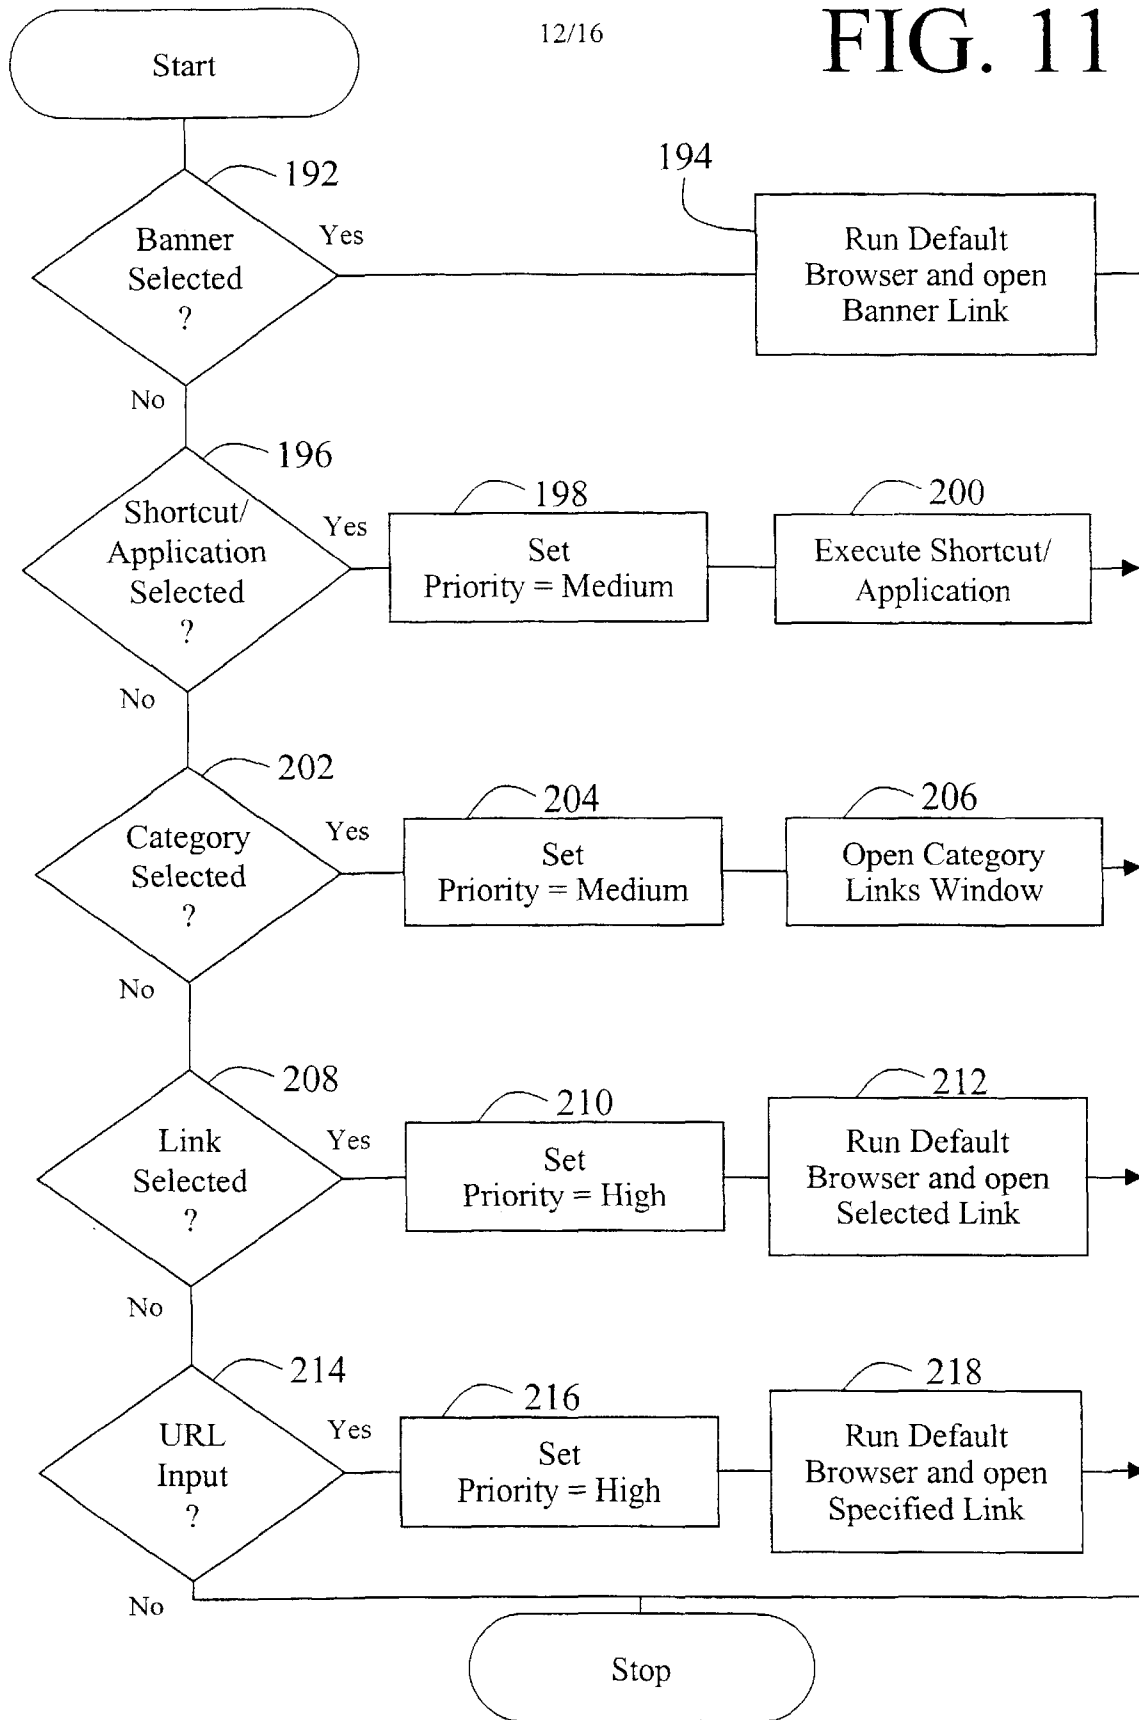 12/16
FIG. 11
Start
192
194
Banner
Selected
?
Yes
Run Default
Browser and open
Banner Link
No
196
198
200
Shortcut/
Application
Selected
?
Yes
Set
Priority = Medium
Execute Shortcut/
Application
No
202
204
206
Category
Selected
?
Yes
Set
Priority = Medium
Open Category
Links Window
No
208
210
212
Link
Selected
?
Yes
Set
Priority = High
Run Default
Browser and open
Selected Link
No
214
216
218
URL
Input
?
Yes
Set
Priority = High
Run Default
Browser and open
Specified Link
No
Stop